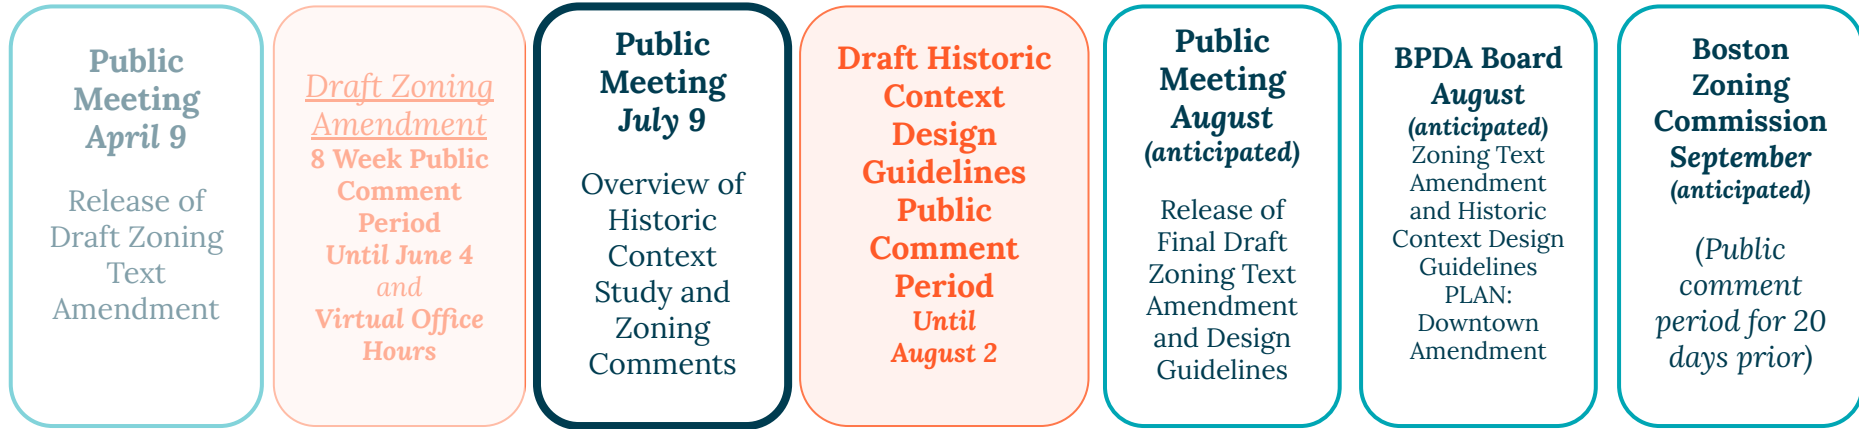 Public
Meeting
April 9
Release of
Draft Zoning
Text
Amendment
Draft Zoning
Amendment
8 Week Public
Comment
Period
Until June 4
and
Virtual Office
Hours
Public
Meeting
July 9
Overview of
Historic
Context
Study and
Zoning
Comments
Draft Historic
Context
Design
Guidelines
Public
Comment
Period
Until
August 2
Public
Meeting
August
(anticipated)
Release of
Final Draft
Zoning Text
Amendment
and Design
Guidelines
BPDA Board
August
(anticipated)
Zoning Text
Amendment
and Historic
Context Design
Guidelines
PLAN:
Downtown
Amendment
Boston
Zoning
Commission
September
(anticipated)
(Public
comment
period for 20
days prior)